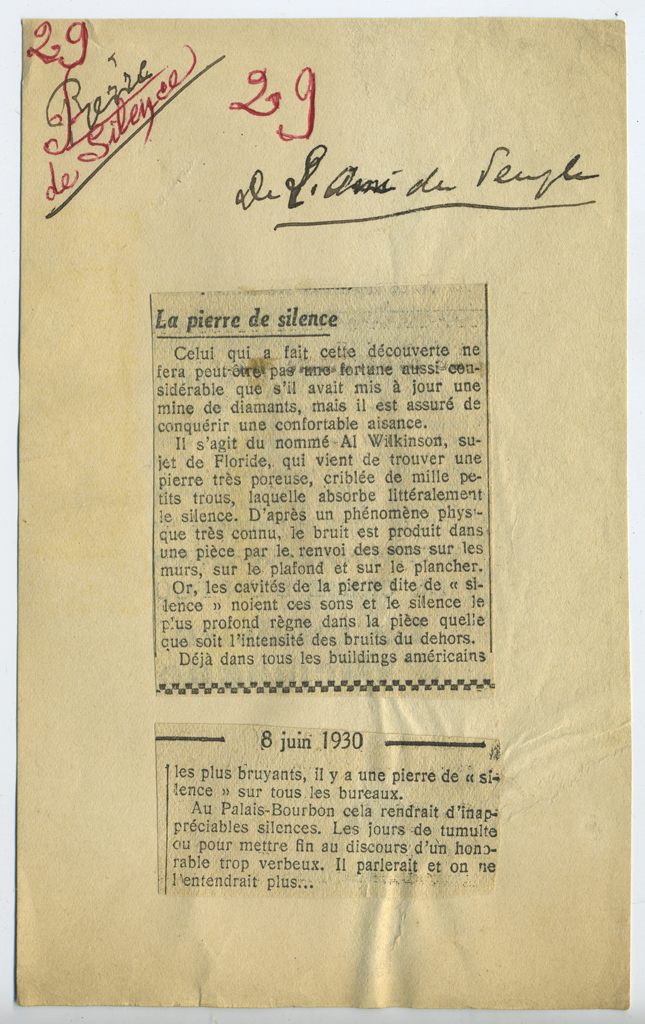 29
Pierre
de Silence
29
De L. Ami du Peuple
La pierre de silence
Celui qui a fait cette découverte ne
fera peut-être pas une fortune aussi con-
sidérable que s'il avait mis à jour une
mine de diamants, mais il est assuré de
conquérir une confortable aisance.
Il s'agit du nommé Al Wilkinson, su-
jet de Floride, qui vient de trouver une
pierre très poreuse, criblée de mille pe-
tits trous, laquelle absorbe littéralement
le silence. D'après un phénomène physi-
que très connu, le bruit est produit dans
une pièce par le renvoi des sons sur les
murs, sur le plafond et sur le plancher.
Or, les cavités de la pierre dite de « si-
lence » noient ces sons et le silence le
plus profond règne dans la pièce quelle
que soit l'intensité des bruits du dehors.
Déjà dans tous les buildings américains
8 juin 1930
les plus bruyants, il y a une pierre de « si-
lence » sur tous les bureaux.
Au Palais-Bourbon cela rendrait d'inap-
préciables silences. Les jours de tumulte
ou pour mettre fin au discours d'un hono-
rable trop verbeux. Il parlerait et on ne
l'entendrait plus...